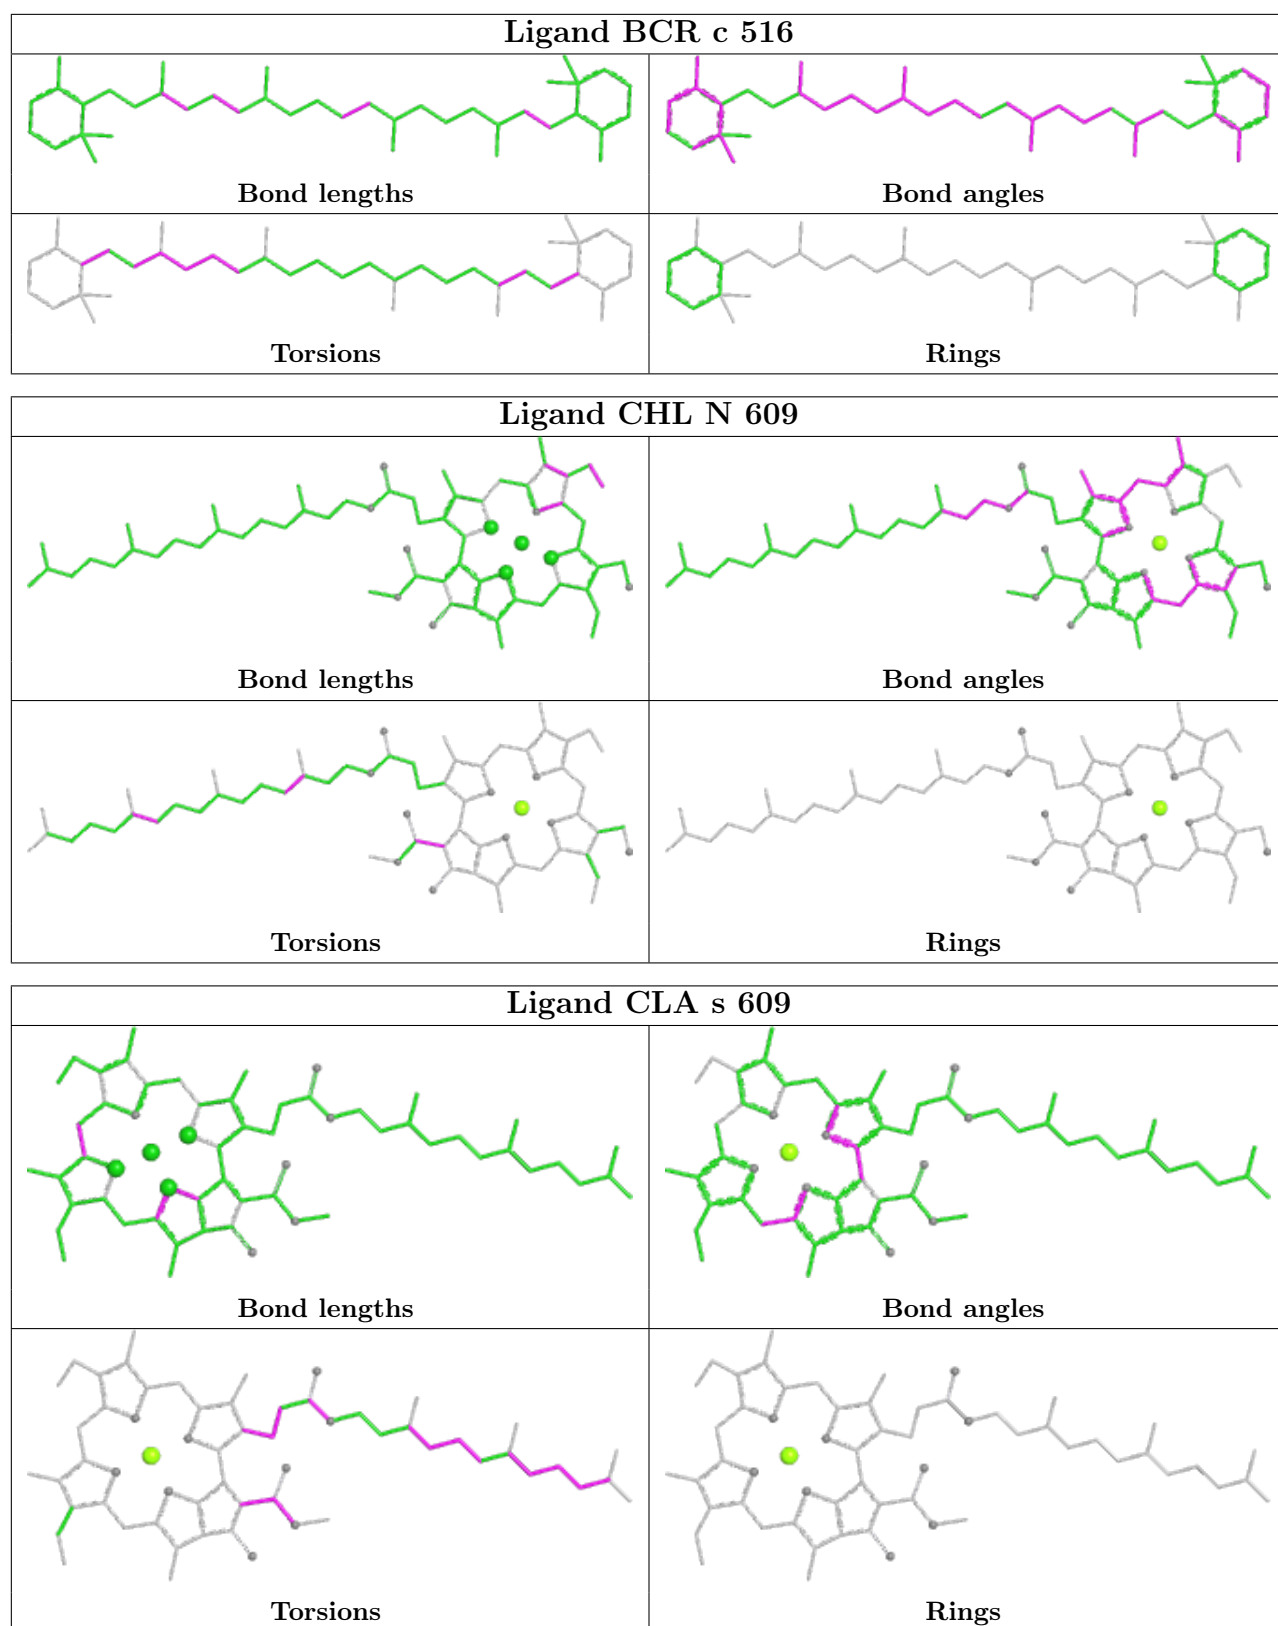 Ligand BCR c 516
Bond lengths
Bond angles
Torsions
Rings
Ligand CHL N 609
Bond lengths
Bond angles
Torsions
Rings
Ligand CLA s 609
Bond lengths
Bond angles
Torsions
Rings